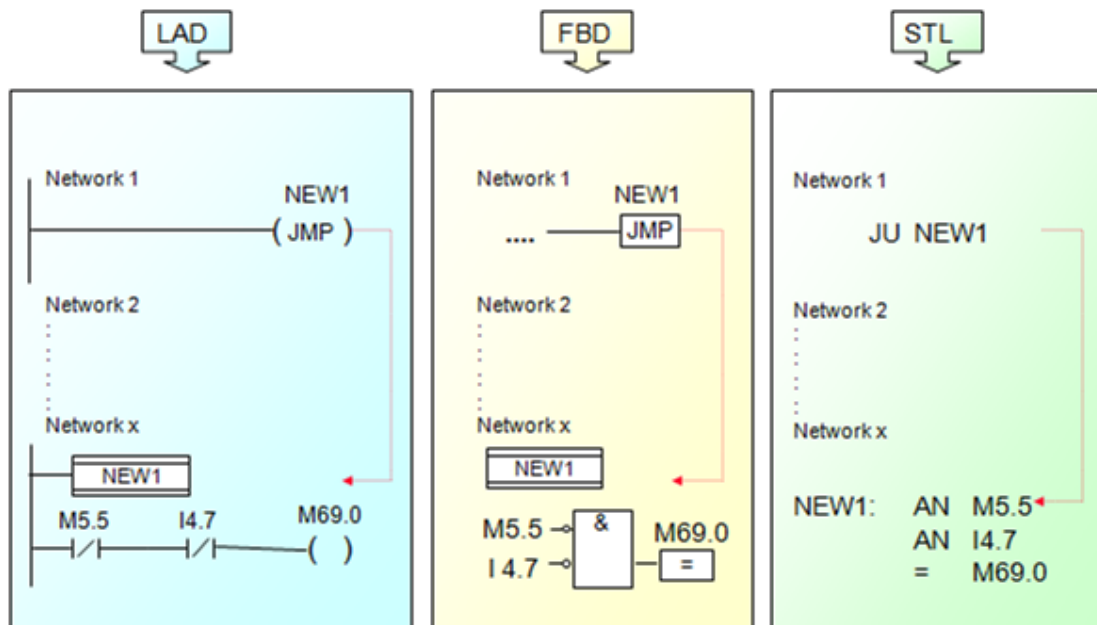 LAD
Network 1
NEW1
( JMP )
Network 2
Network x
NEW1
M5.5 I4.7 M69.0
( )
FBD
Network 1
NEW1
.... JMP
Network 2
Network x
NEW1
&
M5.5
M69.0
I 4.7
=
STL
Network 1
JU NEW1
Network 2
Network x
NEW1: AN M5.5
AN I4.7
= M69.0